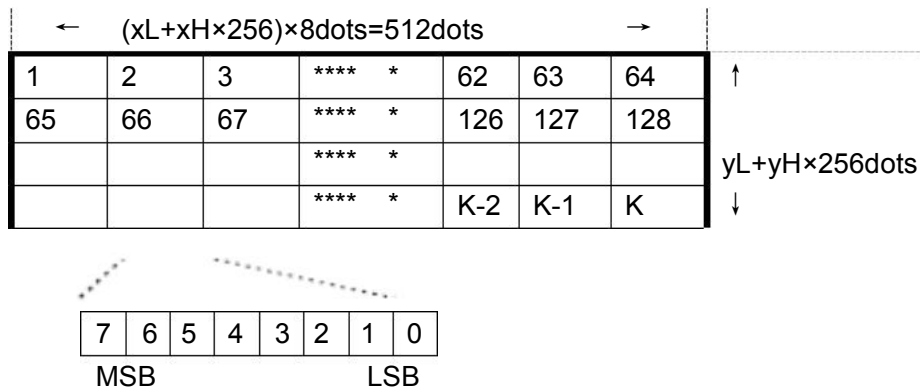 ← (xL+xH×256)×8dots=512dots →
1 2 3 **** * 62 63 64 ↑
65 66 67 **** * 126 127 128
**** * yL+yH×256dots
**** * K-2 K-1 K ↓
7 6 5 4 3 2 1 0
MSB LSB